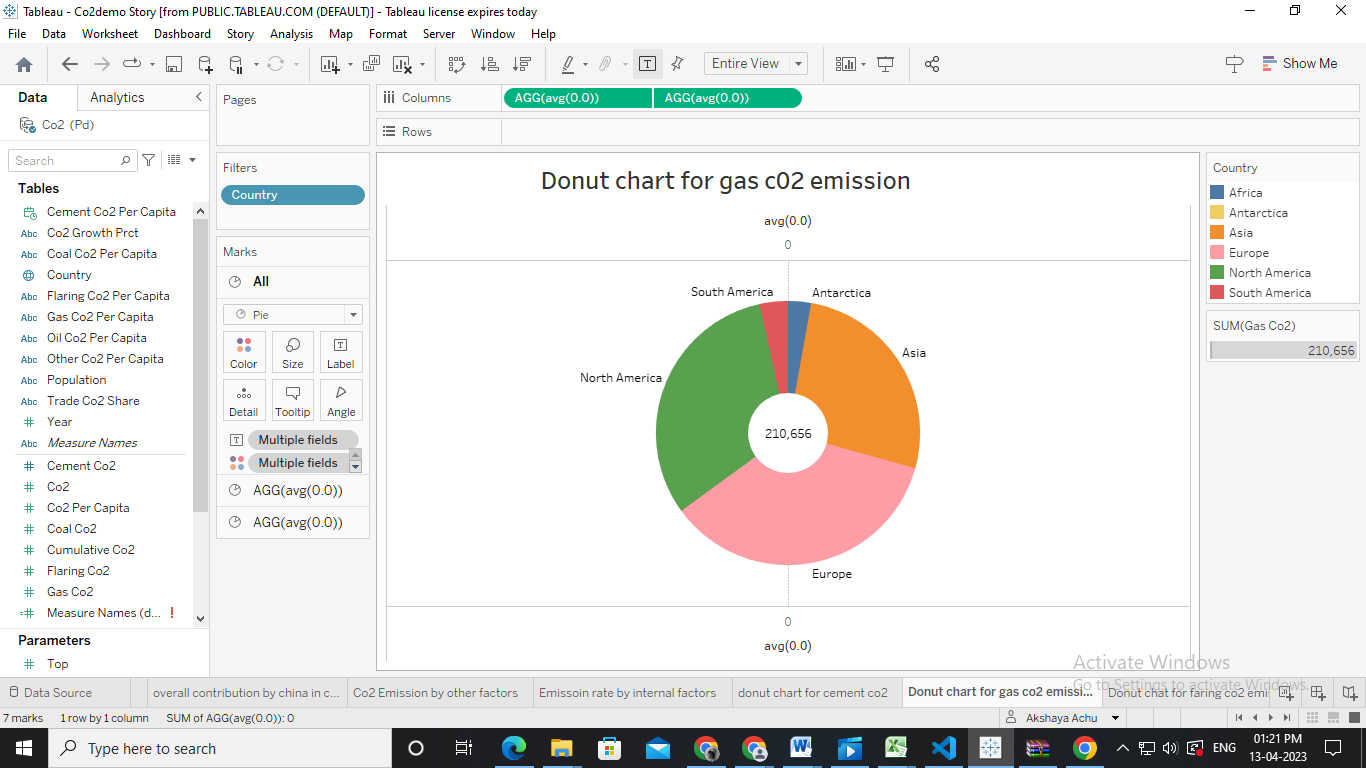 Tableau - Co2demo Story [from PUBLIC.TABLEAU.COM (DEFAULT)] - Tableau license expires today
File Data Worksheet Dashboard Story Analysis Map Format Server Window Help
Entire View
Show Me
Data Analytics
Co2 (Pd)
Search
Tables
Cement Co2 Per Capita
Abc Co2 Growth Prct
Abc Coal Co2 Per Capita
Country
Abc Flaring Co2 Per Capita
Abc Gas Co2 Per Capita
Abc Oil Co2 Per Capita
Abc Other Co2 Per Capita
Abc Population
Abc Trade Co2 Share
# Year
Abc Measure Names
# Cement Co2
# Co2
# Co2 Per Capita
# Coal Co2
# Cumulative Co2
# Flaring Co2
# Gas Co2
=# Measure Names (d... !
Parameters
# Top
Pages
Filters
Country
Marks
All
Pie
Color Size Label
Detail Tooltip Angle
Multiple fields
Multiple fields
AGG(avg(0.0))
AGG(avg(0.0))
Columns AGG(avg(0.0)) AGG(avg(0.0))
Rows
Donut chart for gas c02 emission
avg(0.0)
0
South America Antarctica
Asia
North America
210,656
Europe
0
avg(0.0)
Country
Africa
Antarctica
Asia
Europe
North America
South America
SUM(Gas Co2)
210,656
Activate Windows
Go to Settings to activate Windows.
Data Source overall contribution by china in c... Co2 Emission by other factors Emissoin rate by internal factors donut chart for cement co2 Donut chart for gas co2 emissi... Donut chat for faring co2 emi
7 marks 1 row by 1 column SUM of AGG(avg(0.0)): 0 Akshaya Achu
Type here to search
ENG
01:21 PM
13-04-2023